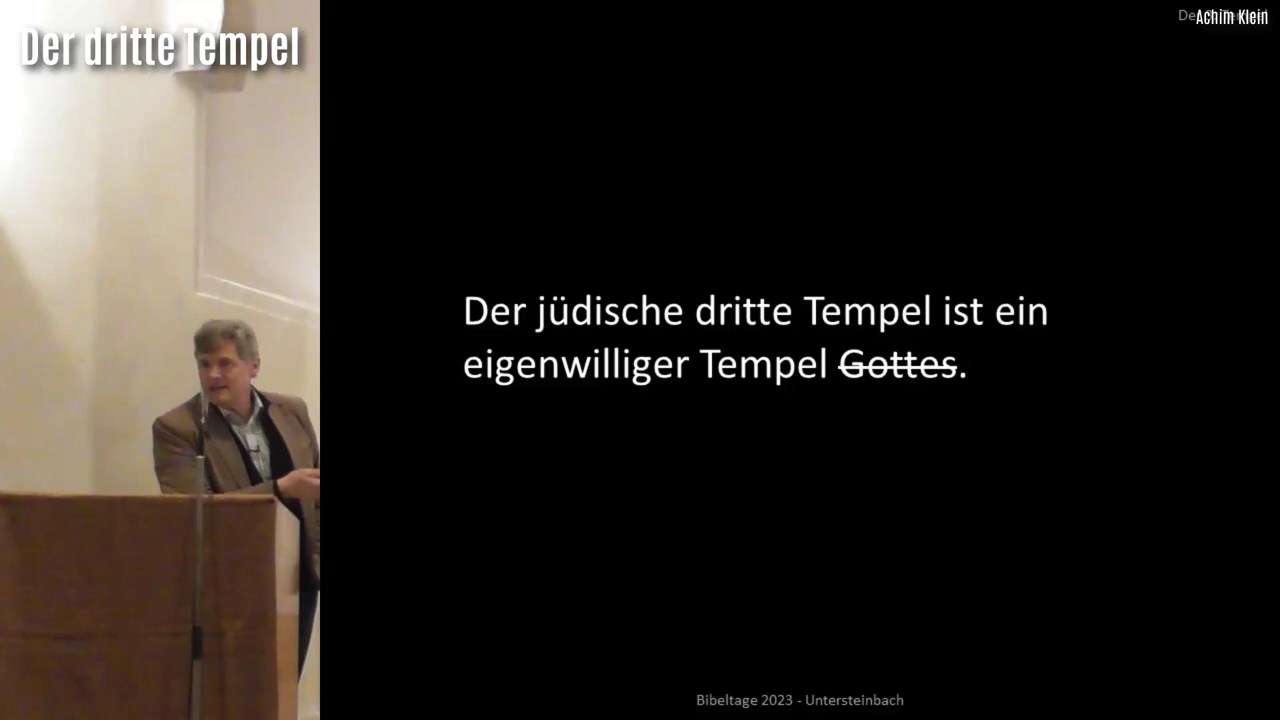 Der dritte Tempel
Achim Klein
Der jüdische dritte Tempel ist ein
eigenwilliger Tempel Gottes.
Bibeltage 2023 - Untersteinbach